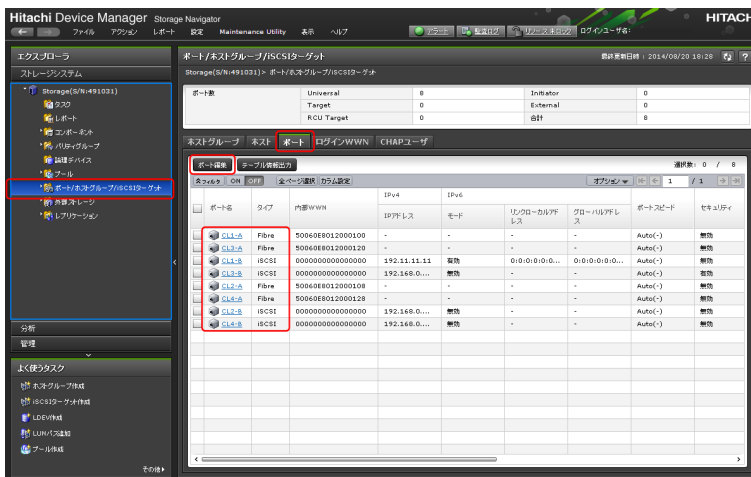 Hitachi Device Manager Storage Navigator
HITACHI
ファイル アクション レポート 設定 Maintenance Utility 表示 ヘルプ
アラート 監査ログ リソースロック ログインユーザ名:
エクスプローラ
ストレージシステム
Storage(S/N:491031)
タスク
レポート
コンポーネント
パリティグループ
論理デバイス
プール
ポート/ホストグループ/iSCSIターゲット
外部ストレージ
レプリケーション
分析
管理
よく使うタスク
ホストグループ作成
iSCSIターゲット作成
LDEV作成
LUNパス追加
プール作成
その他
ポート/ホストグループ/iSCSIターゲット
最終更新日時 : 2014/08/20 18:28
Storage(S/N:491031)> ポート/ホストグループ/iSCSIターゲット
ポート数 Universal 8 Initiator 0
Target 0 External 0
RCU Target 0 合計 8
ホストグループ ホスト ポート ログインWWN CHAPユーザ
ポート編集 テーブル情報出力
選択数: 0 / 8
フィルタ ON OFF 全ページ選択 カラム設定 オプション 1 / 1
IPv4 IPv6
ポート名 タイプ 内部WWN IPアドレス モード リンクローカルアドレス グローバルアドレス ポートスピード セキュリティ
CL1-A Fibre 50060E8012000100 - - - - Auto(-) 無効
CL3-A Fibre 50060E8012000120 - - - - Auto(-) 無効
CL1-B iSCSI 0000000000000000 192.11.11.11 有効 0:0:0:0:0:0... 0:0:0:0:0:0... Auto(-) 無効
CL3-B iSCSI 0000000000000000 192.168.0.... 無効 - - Auto(-) 有効
CL2-A Fibre 50060E8012000108 - - - - Auto(-) 無効
CL4-A Fibre 50060E8012000128 - - - - Auto(-) 無効
CL2-B iSCSI 0000000000000000 192.168.0.... 無効 - - Auto(-) 無効
CL4-B iSCSI 0000000000000000 192.168.0.... 無効 - - Auto(-) 無効